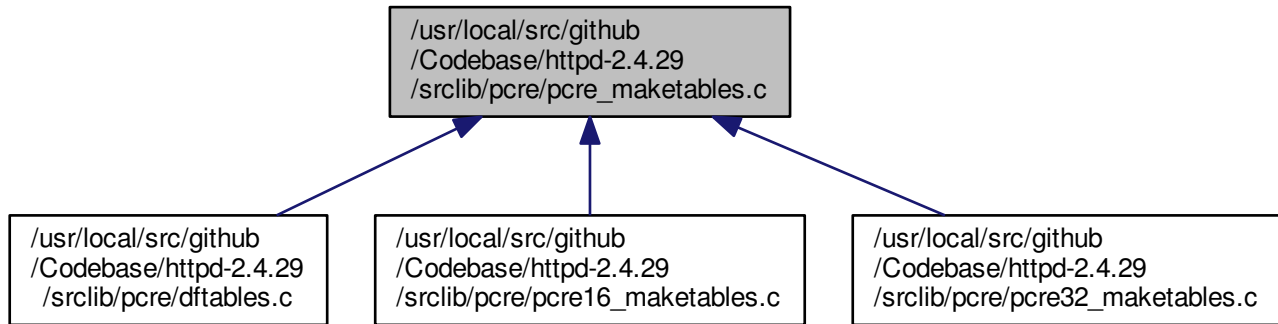 /usr/local/src/github
/Codebase/httpd-2.4.29
/srclib/pcre/pcre_maketables.c
/usr/local/src/github
/Codebase/httpd-2.4.29
/srclib/pcre/dftables.c
/usr/local/src/github
/Codebase/httpd-2.4.29
/srclib/pcre/pcre16_maketables.c
/usr/local/src/github
/Codebase/httpd-2.4.29
/srclib/pcre/pcre32_maketables.c